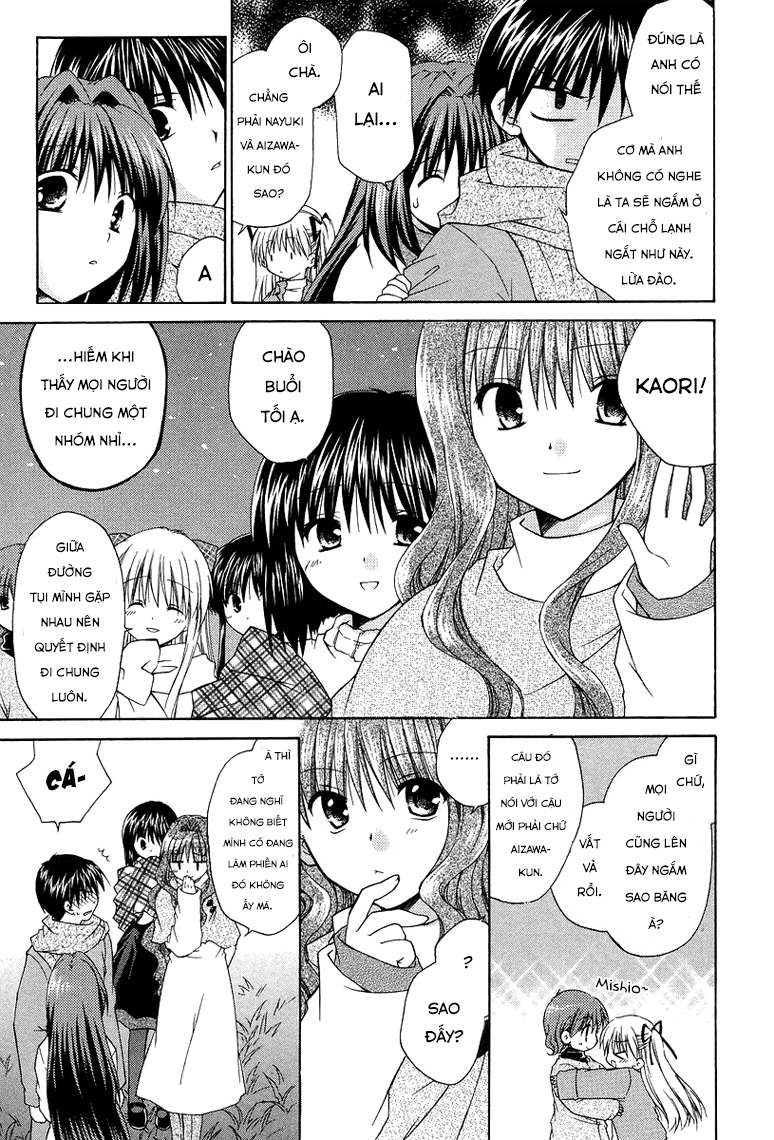 ĐÚNG LÀ
ANH CÓ
NÓI THẾ
CƠ MÀ ANH
KHÔNG CÓ NGHE
LÀ TA SẼ NGẮM Ở
CÁI CHỖ LẠNH
NGẮT NHƯ NÀY.
LỪA ĐẢO.
AI
LẠI...
ÔI
CHÀ.
CHẲNG
PHẢI NAYUKI
VÀ AIZAWA-
KUN ĐÓ
SAO?
A
KAORI!
CHÀO
BUỔI
TỐI Ạ.
...HIẾM KHI
THẤY MỌI NGƯỜI
ĐI CHUNG MỘT
NHÓM NHỈ...
GIỮA
ĐƯỜNG
TỤI MÌNH GẶP
NHAU NÊN
QUYẾT ĐỊNH
ĐI CHUNG
LUÔN.
GÌ
CHỨ,
MỌI
NGƯỜI
CŨNG LÊN
ĐÂY NGẮM
SAO BĂNG
À?
VẤT
VẢ
RỒI.
Mishio~
CÂU ĐÓ
PHẢI LÀ TỚ
NÓI VỚI CẬU
MỚI PHẢI CHỨ
AIZAWA-
KUN.
......
?
SAO
ĐẤY?
À THÌ
TỚ
ĐANG NGHĨ
KHÔNG BIẾT
MÌNH CÓ ĐANG
LÀM PHIỀN AI
ĐÓ KHÔNG
ẤY MÀ.
CÁ-